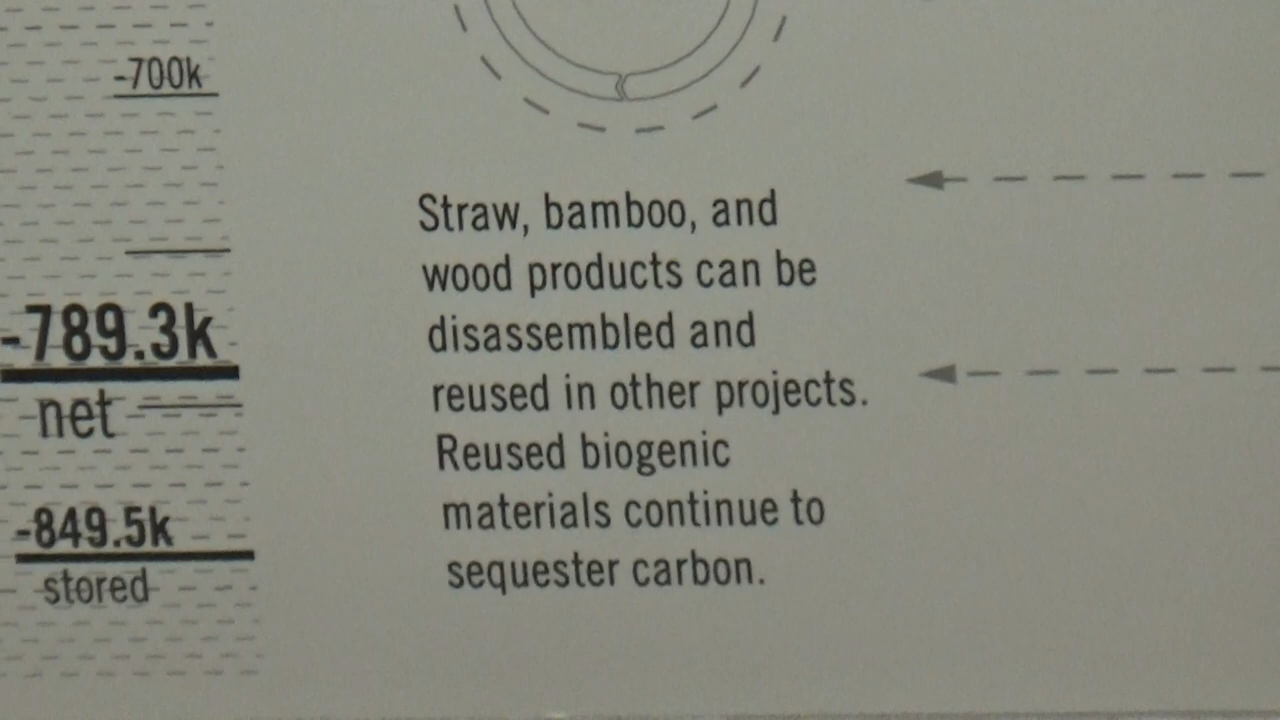 -700k
-789.3k
net
-849.5k
stored
Straw, bamboo, and
wood products can be
disassembled and
reused in other projects.
Reused biogenic
materials continue to
sequester carbon.